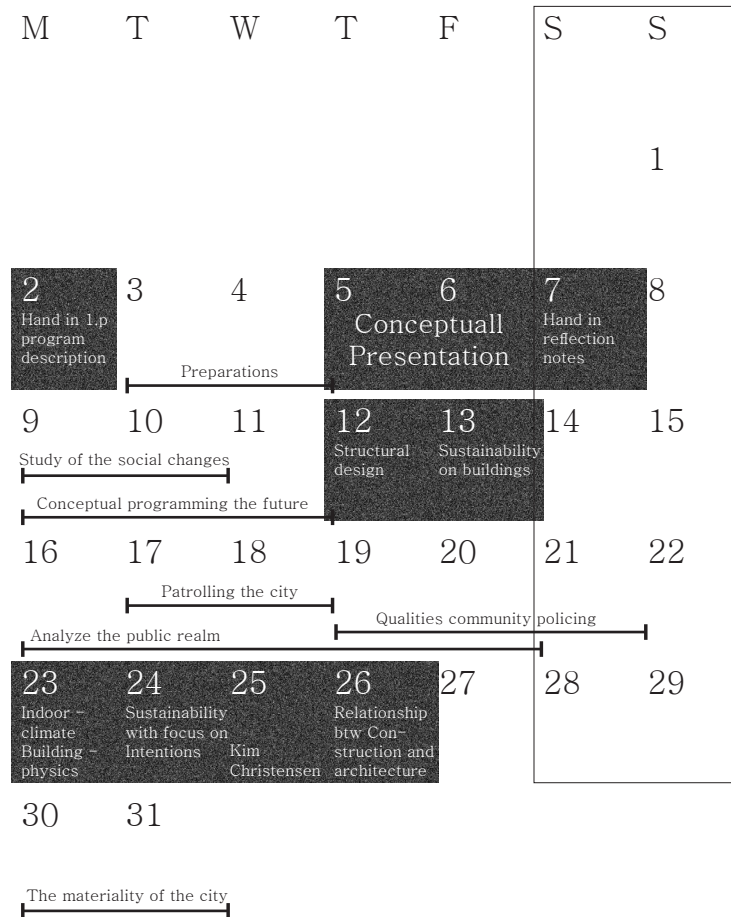 M T W T F S S
1
2 3 4 5 6 7 8
Hand in 1.p
program
description
Conceptuall
Presentation
Hand in
reflection
notes
Preparations
9 10 11 12 13 14 15
Structural
design
Sustainability
on buildings
Study of the social changes
Conceptual programming the future
16 17 18 19 20 21 22
Patrolling the city
Qualities community policing
Analyze the public realm
23 24 25 26 27 28 29
Indoor -
climate
Building -
physics
Sustainability
with focus on
Intentions
Kim
Christensen
Relationship
btw Con-
struction and
architecture
30 31
The materiality of the city